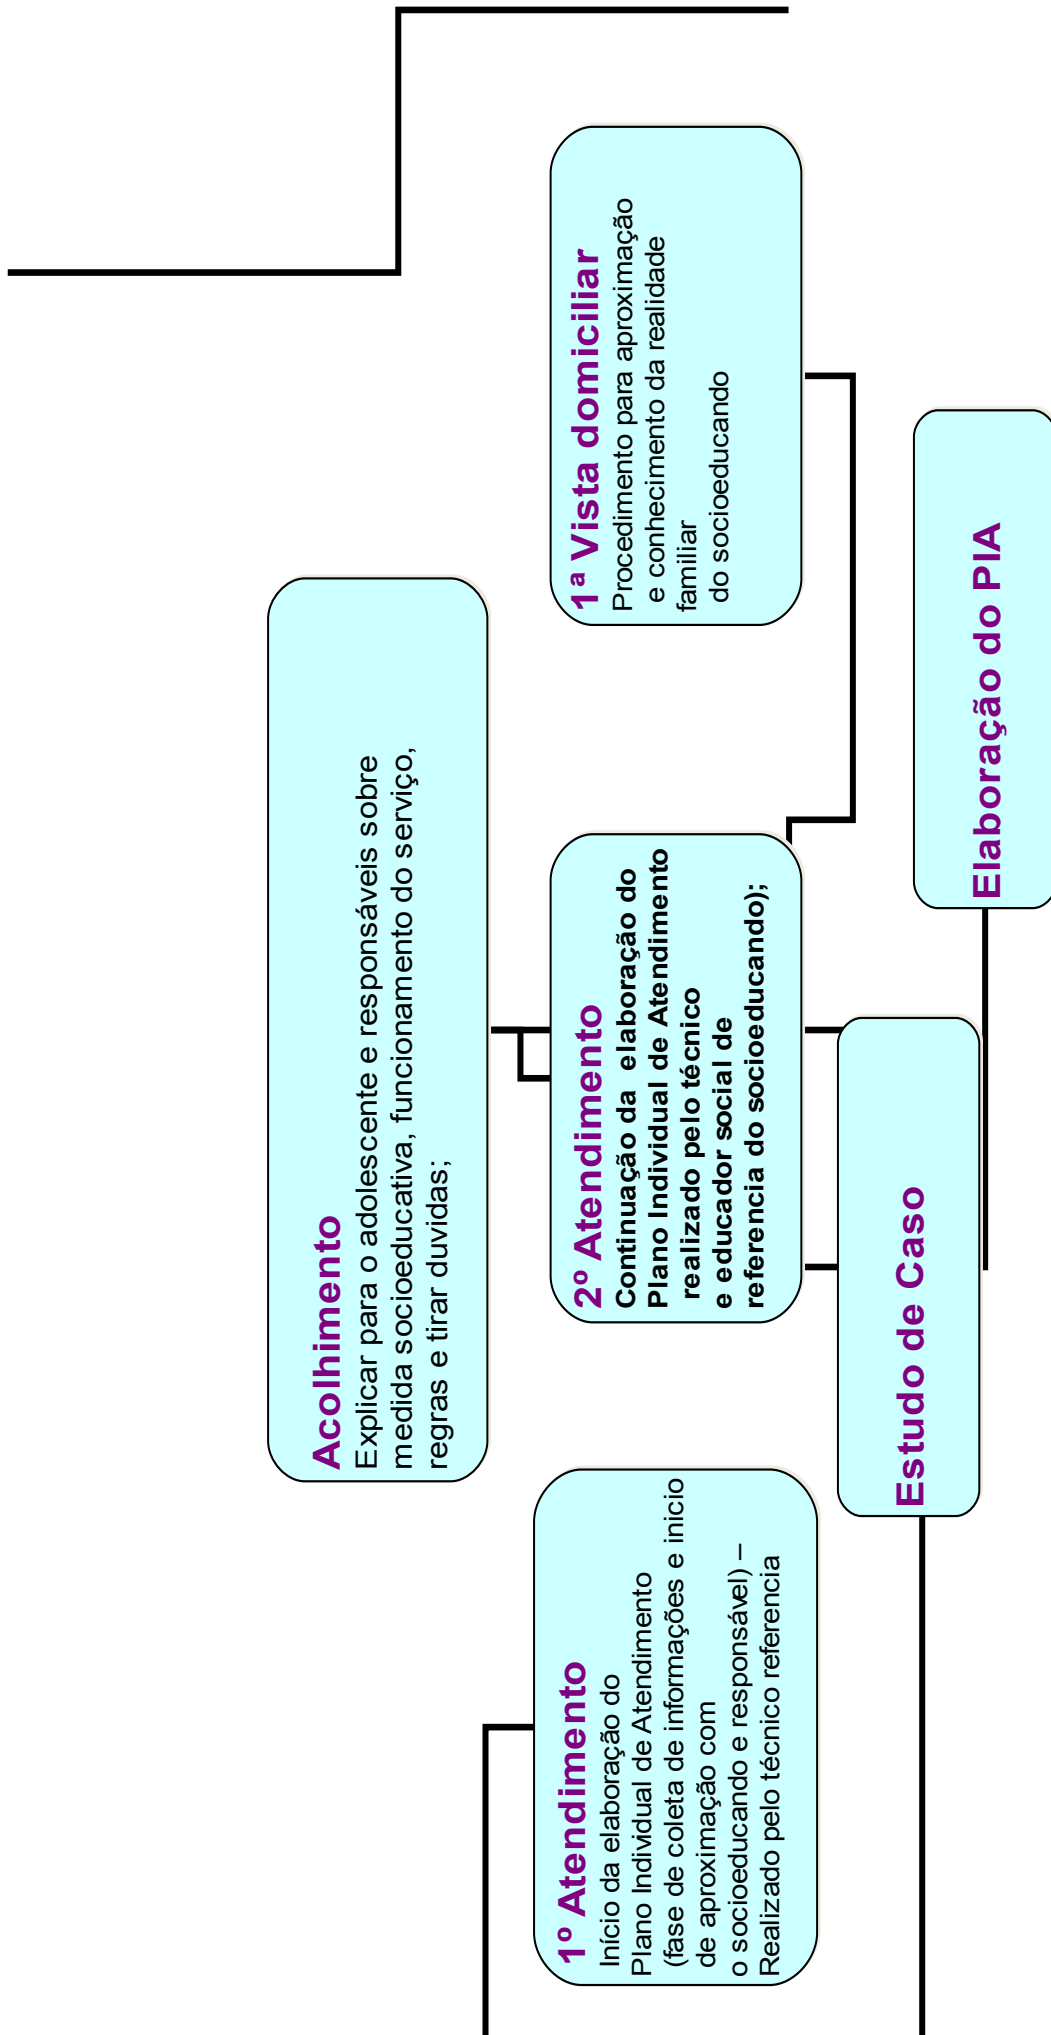 Acolhimento
Explicar para o adolescente e responsáveis sobre
medida socioeducativa, funcionamento do serviço,
regras e tirar duvidas;
1º Atendimento
Início da elaboração do
Plano Individual de Atendimento
(fase de coleta de informações e inicio
de aproximação com
o socioeducando e responsável) –
Realizado pelo técnico referencia
2º Atendimento
Continuação da elaboração do
Plano Individual de Atendimento
realizado pelo técnico
e educador social de
referencia do socioeducando);
1ª Vista domiciliar
Procedimento para aproximação
e conhecimento da realidade
familiar
do socioeducando
Estudo de Caso
Elaboração do PIA